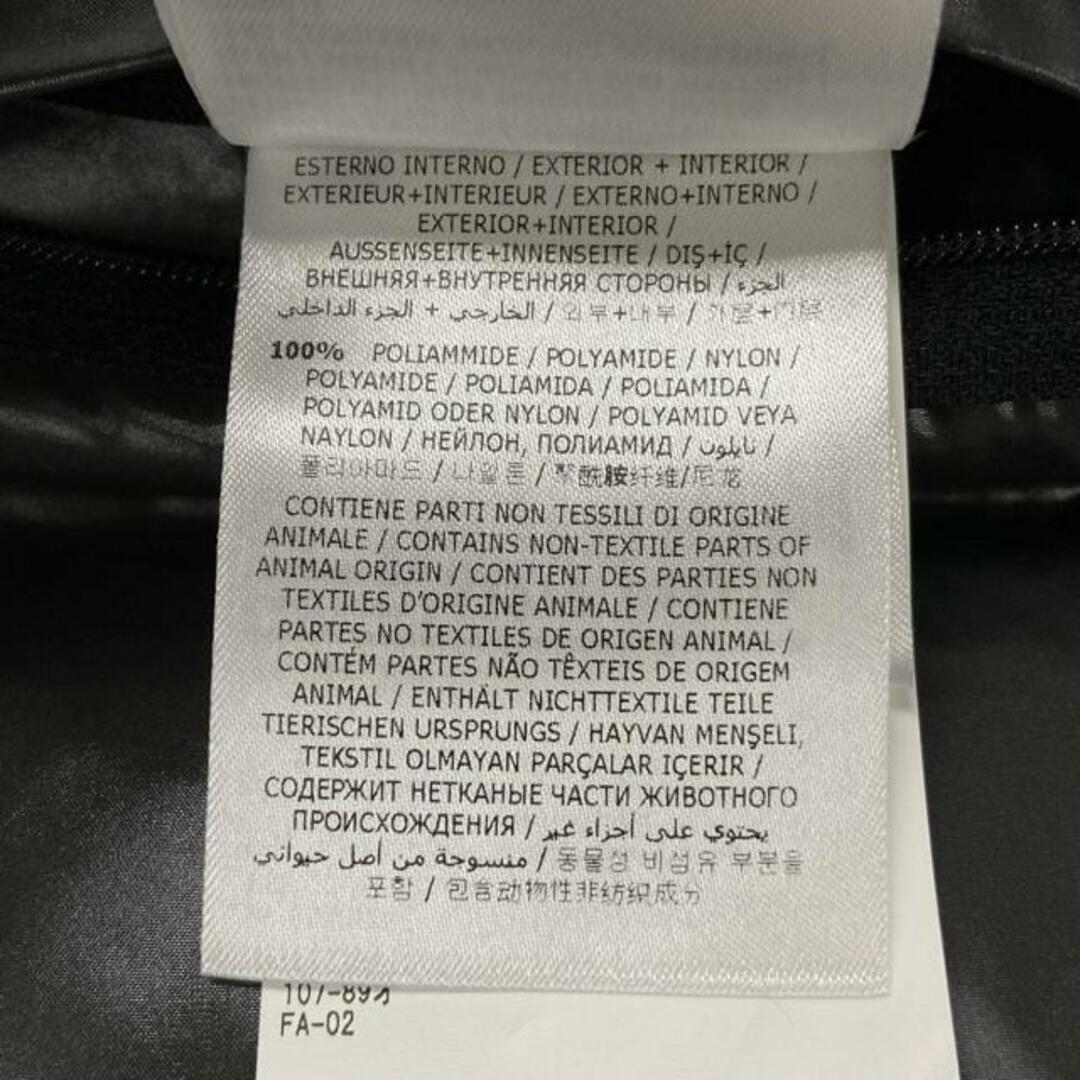 ESTERNO INTERNO / EXTERIOR + INTERIOR /
EXTERIEUR+INTERIEUR / EXTERNO+INTERNO /
EXTERIOR+INTERIOR /
AUSSENSEITE+INNENSEITE / DIŞ+İÇ /
ВНЕШНЯЯ+ВНУТРЕННЯЯ СТОРОНЫ / الجزء
الخارجي + الجزء الداخلي / 외부+내부 / 外层+内层
100% POLIAMMIDE / POLYAMIDE / NYLON /
POLYAMIDE / POLIAMIDA / POLIAMIDA /
POLYAMID ODER NYLON / POLYAMID VEYA
NAYLON / НЕЙЛОН, ПОЛИАМИД / نايلون /
폴리아마드 / 나일론 / 聚酰胺纤维/尼龙
CONTIENE PARTI NON TESSILI DI ORIGINE
ANIMALE / CONTAINS NON-TEXTILE PARTS OF
ANIMAL ORIGIN / CONTIENT DES PARTIES NON
TEXTILES D'ORIGINE ANIMALE / CONTIENE
PARTES NO TEXTILES DE ORIGEN ANIMAL /
CONTÉM PARTES NÃO TÊXTEIS DE ORIGEM
ANIMAL / ENTHÄLT NICHTTEXTILE TEILE
TIERISCHEN URSPRUNGS / HAYVAN MENŞELI,
TEKSTIL OLMAYAN PARÇALAR IÇERIR /
СОДЕРЖИТ НЕТКАНЫЕ ЧАСТИ ЖИВОТНОГО
ПРОИСХОЖДЕНИЯ / يحتوي على أجزاء غير
منسوجة من أصل حيواني / 동물성 비섬유 부분을
포함 / 包含动物性非纺织成分
FA-02